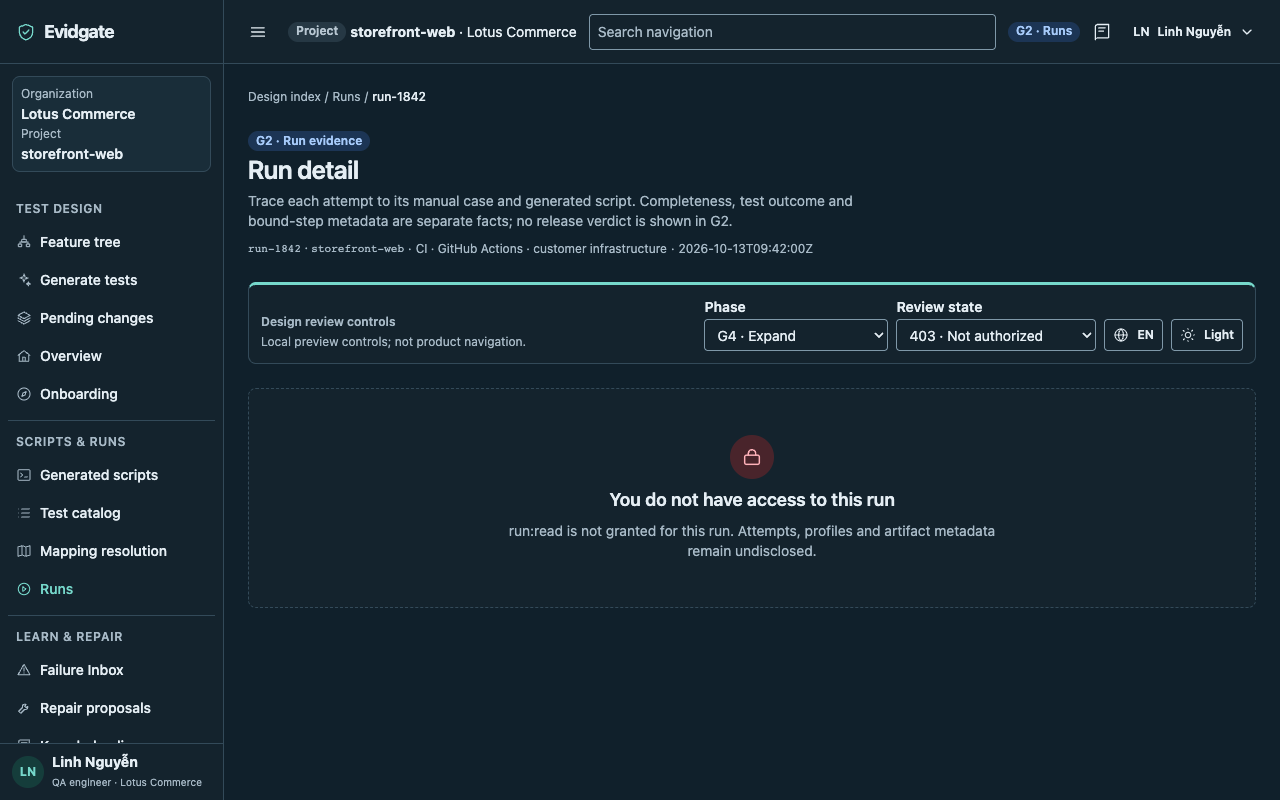 Evidgate
Project storefront-web · Lotus Commerce
Search navigation
G2 · Runs
LN Linh Nguyễn
Organization
Lotus Commerce
Project
storefront-web
TEST DESIGN
Feature tree
Generate tests
Pending changes
Overview
Onboarding
SCRIPTS & RUNS
Generated scripts
Test catalog
Mapping resolution
Runs
LEARN & REPAIR
Failure Inbox
Repair proposals
LN
Linh Nguyễn
QA engineer · Lotus Commerce
Design index / Runs / run-1842
G2 · Run evidence
Run detail
Trace each attempt to its manual case and generated script. Completeness, test outcome and
bound-step metadata are separate facts; no release verdict is shown in G2.
run-1842 · storefront-web · CI · GitHub Actions · customer infrastructure · 2026-10-13T09:42:00Z
Design review controls
Local preview controls; not product navigation.
Phase
G4 · Expand
Review state
403 · Not authorized
EN
Light
You do not have access to this run
run:read is not granted for this run. Attempts, profiles and artifact metadata
remain undisclosed.